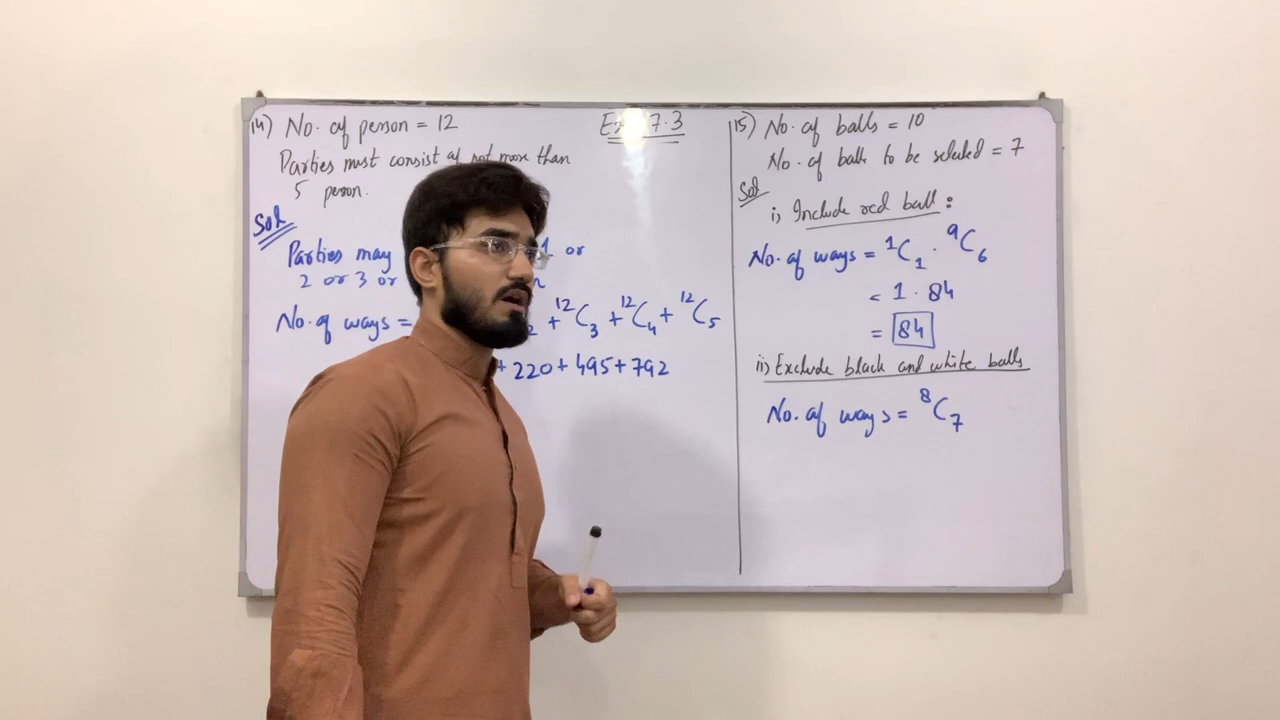 14) No. of person = 12
Ex 7.3
Parties must consist of not more than
5 person.
Sol
Parties may 1 or
2 or 3 or
No. of ways = 2 + ¹²C₃ + ¹²C₄ + ¹²C₅
+ 220 + 495 + 792
15) No. of balls = 10
No. of balls to be selected = 7
Sol
i) Include red ball :
No. of ways = ¹C₁ . ⁹C₆
= 1 . 84
= 84
ii) Exclude black and white balls
No. of ways = ⁸C₇